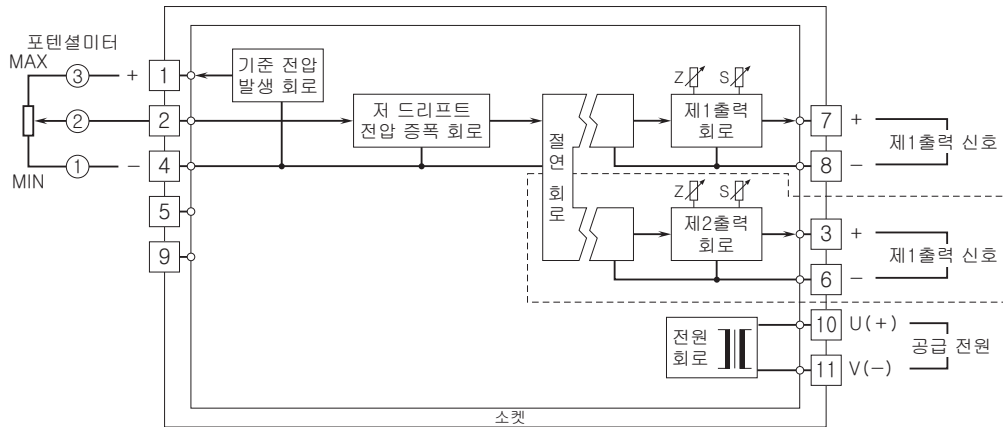 포텐셜미터
MAX
③ + 1
② 2
① - 4
MIN
5
9
기준 전압
발생 회로
저 드리프트
전압 증폭 회로
절연 회로
Z S
제1출력
회로
7 +
8 -
제1출력 신호
Z S
제2출력
회로
3 +
6 -
제1출력 신호
전원
회로
10 U(+)
11 V(-)
공급 전원
소켓